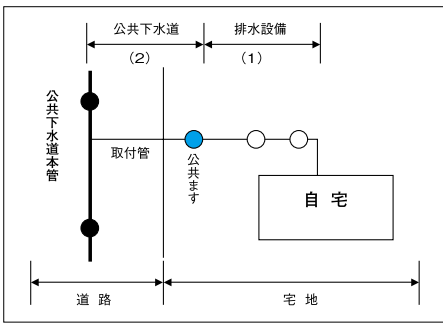 公共下水道
排水設備
(2)
(1)
公共下水道本管
取付管
公共ます
自宅
道路
宅地